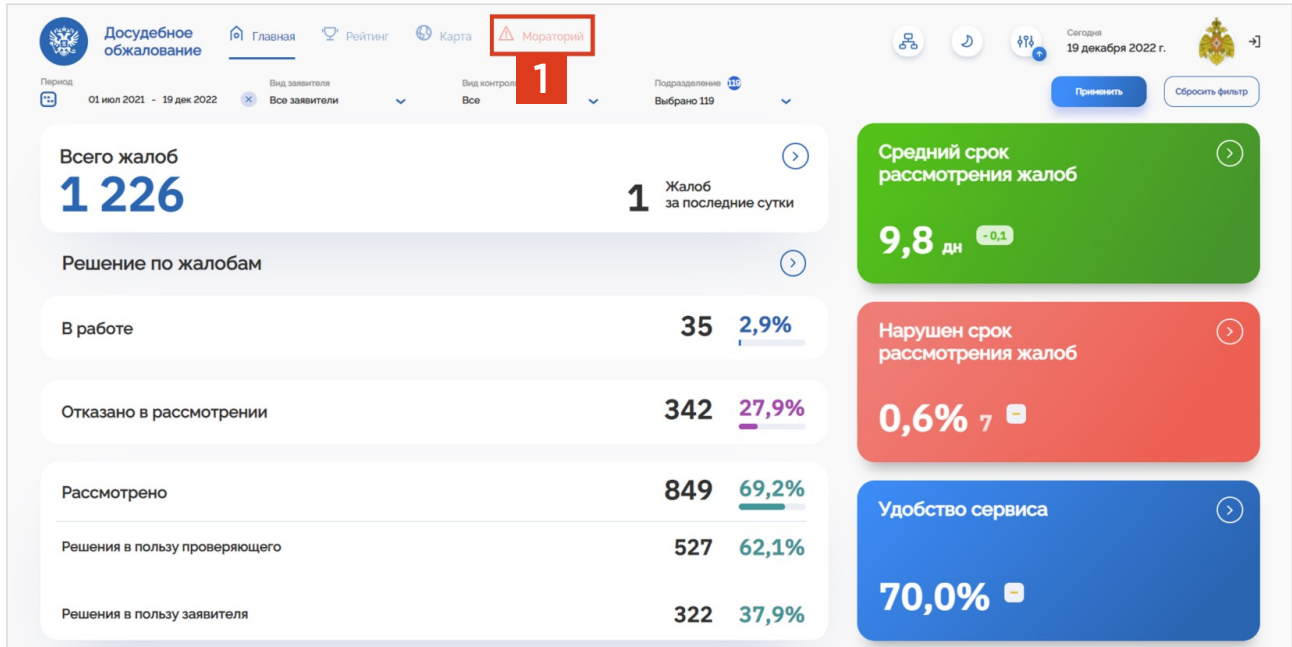 Досудебное
обжалование
Главная
Рейтинг
Карта
Мораторий
Сегодня
19 декабря 2022 г.
1
Период
01 июл 2021 - 19 дек 2022
Вид заявителя
Все заявители
Вид
Все
Подразделение 119
Выбрано 119
Применить
Сбросить фильтр
Всего жалоб
1 226
1 Жалоб
за последние сутки
Решение по жалобам
В работе 35 2,9%
Отказано в рассмотрении 342 27,9%
Рассмотрено 849 69,2%
Решения в пользу проверяющего 527 62,1%
Решения в пользу заявителя 322 37,9%
Средний срок
рассмотрения жалоб
9,8 дн -0,1
Нарушен срок
рассмотрения жалоб
0,6% 7
Удобство сервиса
70,0%